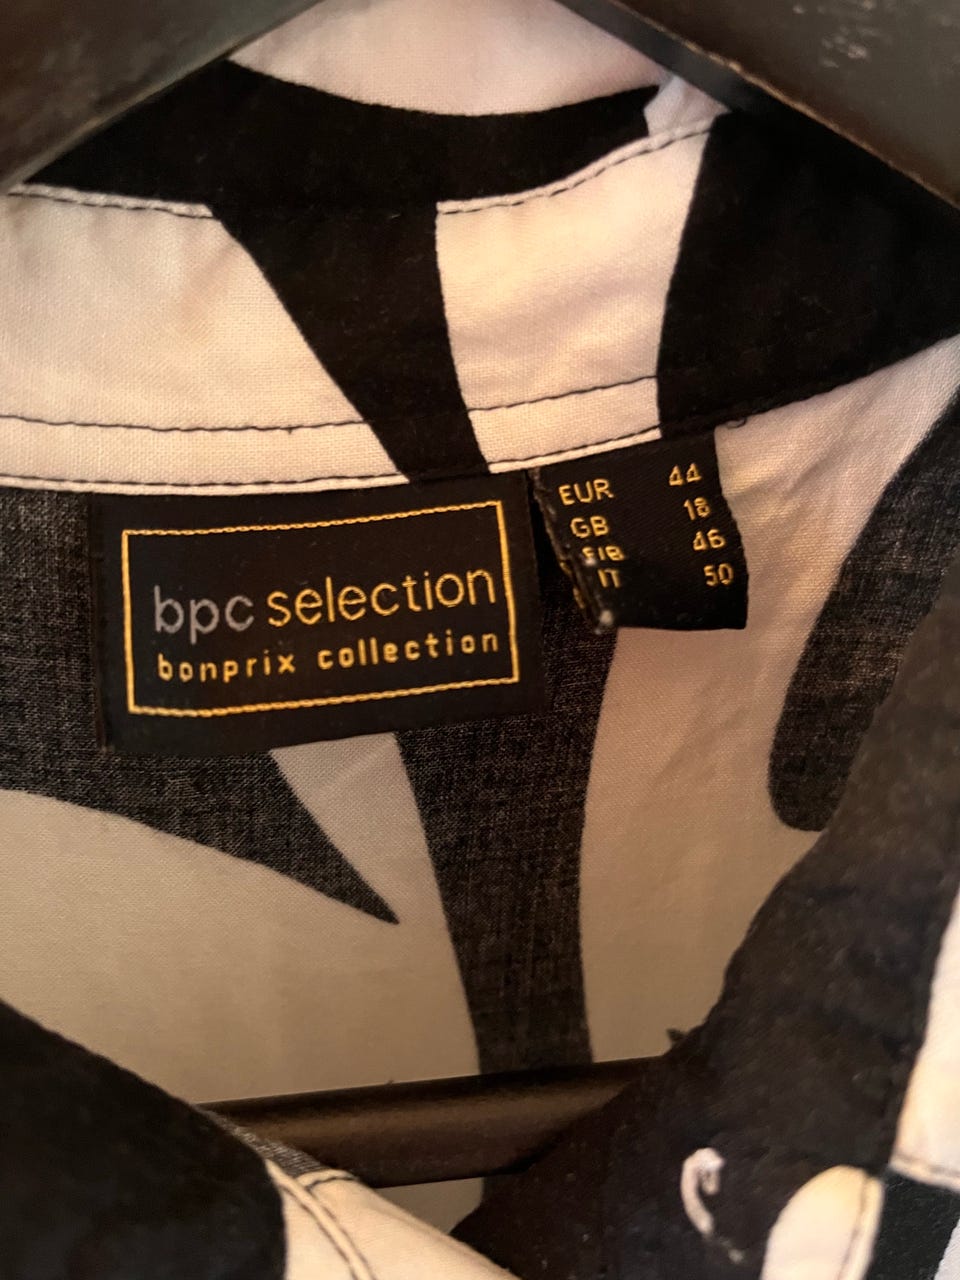 bpc selection
bonprix collection
EUR 44
GB 18
F/B 46
IT 50